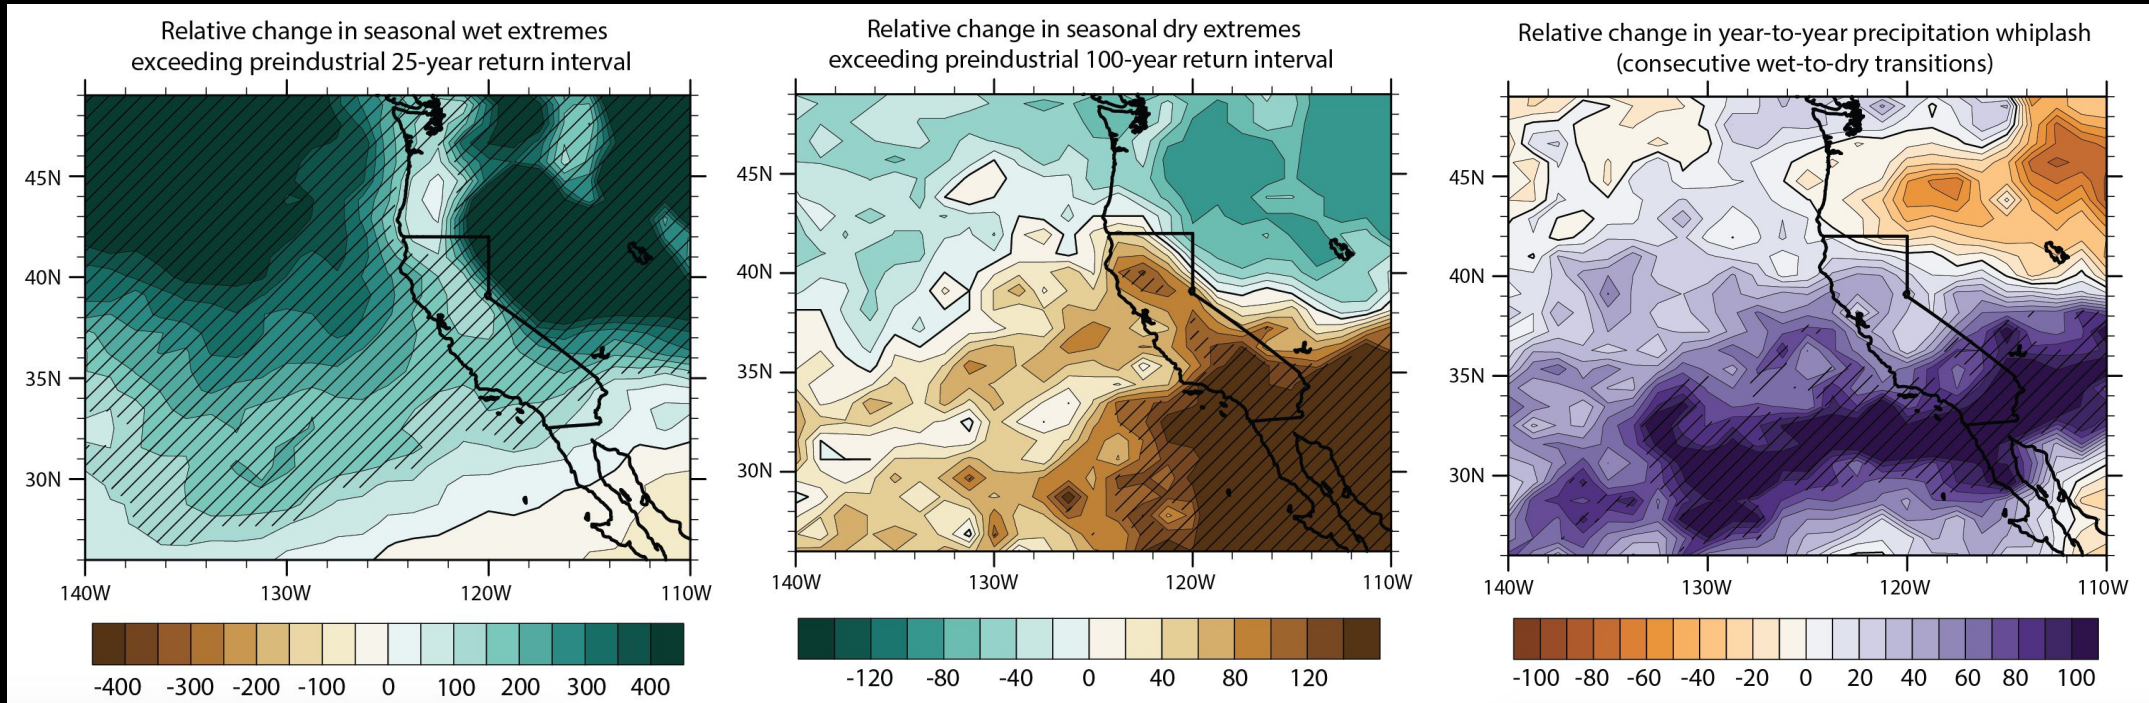 Relative change in seasonal wet extremes
exceeding preindustrial 25-year return interval
45N
40N
35N
30N
140W 130W 120W 110W
-400 -300 -200 -100 0 100 200 300 400
Relative change in seasonal dry extremes
exceeding preindustrial 100-year return interval
45N
40N
35N
30N
140W 130W 120W 110W
-120 -80 -40 0 40 80 120
Relative change in year-to-year precipitation whiplash
(consecutive wet-to-dry transitions)
45N
40N
35N
30N
140W 130W 120W 110W
-100 -80 -60 -40 -20 0 20 40 60 80 100